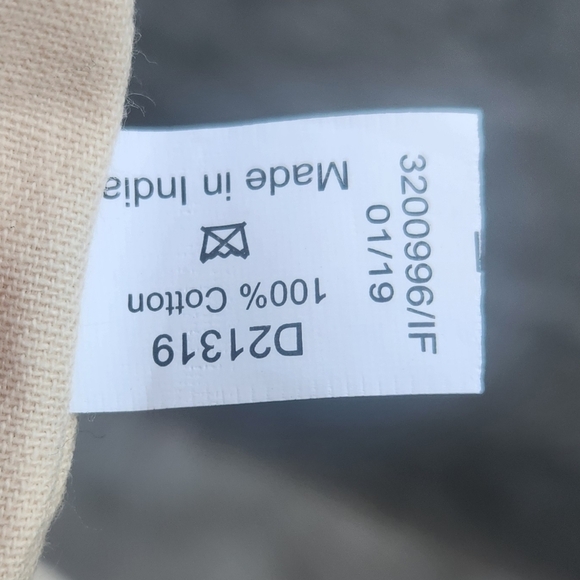 D21319
100% Cotton
Made in India
3200996/IF
01/19